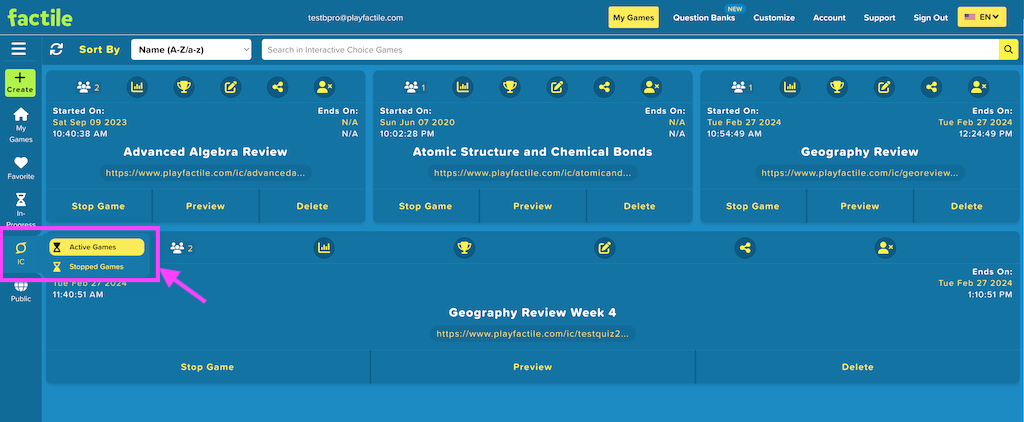 factile
testbpro@playfactile.com
My Games
Question Banks
NEW
Customize
Account
Support
Sign Out
EN
Sort By
Name (A-Z/a-z)
Search in Interactive Choice Games
Create
My Games
Favorite
In-Progress
IC
Active Games
Stopped Games
Public
2
Started On:
Ends On:
Sat Sep 09 2023
N/A
10:40:38 AM
N/A
Advanced Algebra Review
https://www.playfactile.com/ic/advanceda...
Stop Game
Preview
Delete
1
Started On:
Ends On:
Sun Jun 07 2020
N/A
10:02:28 PM
N/A
Atomic Structure and Chemical Bonds
https://www.playfactile.com/ic/atomicand...
Stop Game
Preview
Delete
1
Started On:
Ends On:
Tue Feb 27 2024
Tue Feb 27 2024
10:54:49 AM
12:24:49 PM
Geography Review
https://www.playfactile.com/ic/georeview...
Stop Game
Preview
Delete
2
Ends On:
Tue Feb 27 2024
Tue Feb 27 2024
11:40:51 AM
1:10:51 PM
Geography Review Week 4
https://www.playfactile.com/ic/testquiz2...
Stop Game
Preview
Delete